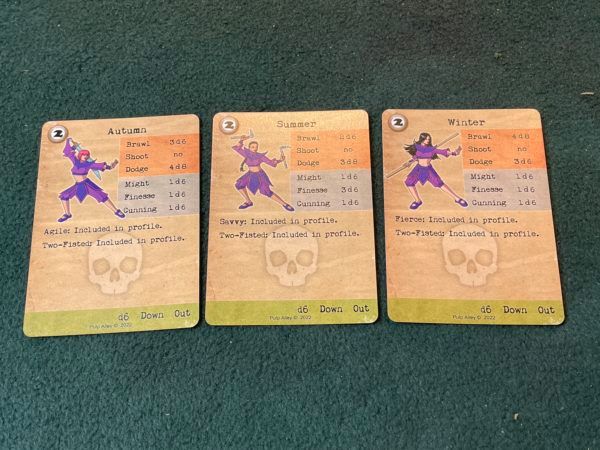 2
Autumn
Brawl 3d6
Shoot no
Dodge 4d8
Might 1d6
Finesse 1d6
Cunning 1d6
Agile: Included in profile.
Two-Fisted: Included in profile.
d6 Down Out
Pulp Alley © 2022
2
Summer
Brawl 2d6
Shoot no
Dodge 3d8
Might 1d6
Finesse 3d6
Cunning 1d6
Savvy: Included in profile.
Two-Fisted: Included in profile.
d6 Down Out
Pulp Alley © 2022
2
Winter
Brawl 4d8
Shoot no
Dodge 3d6
Might 1d6
Finesse 1d6
Cunning 1d6
Fierce: Included in profile.
Two-Fisted: Included in profile.
d6 Down Out
Pulp Alley © 2022